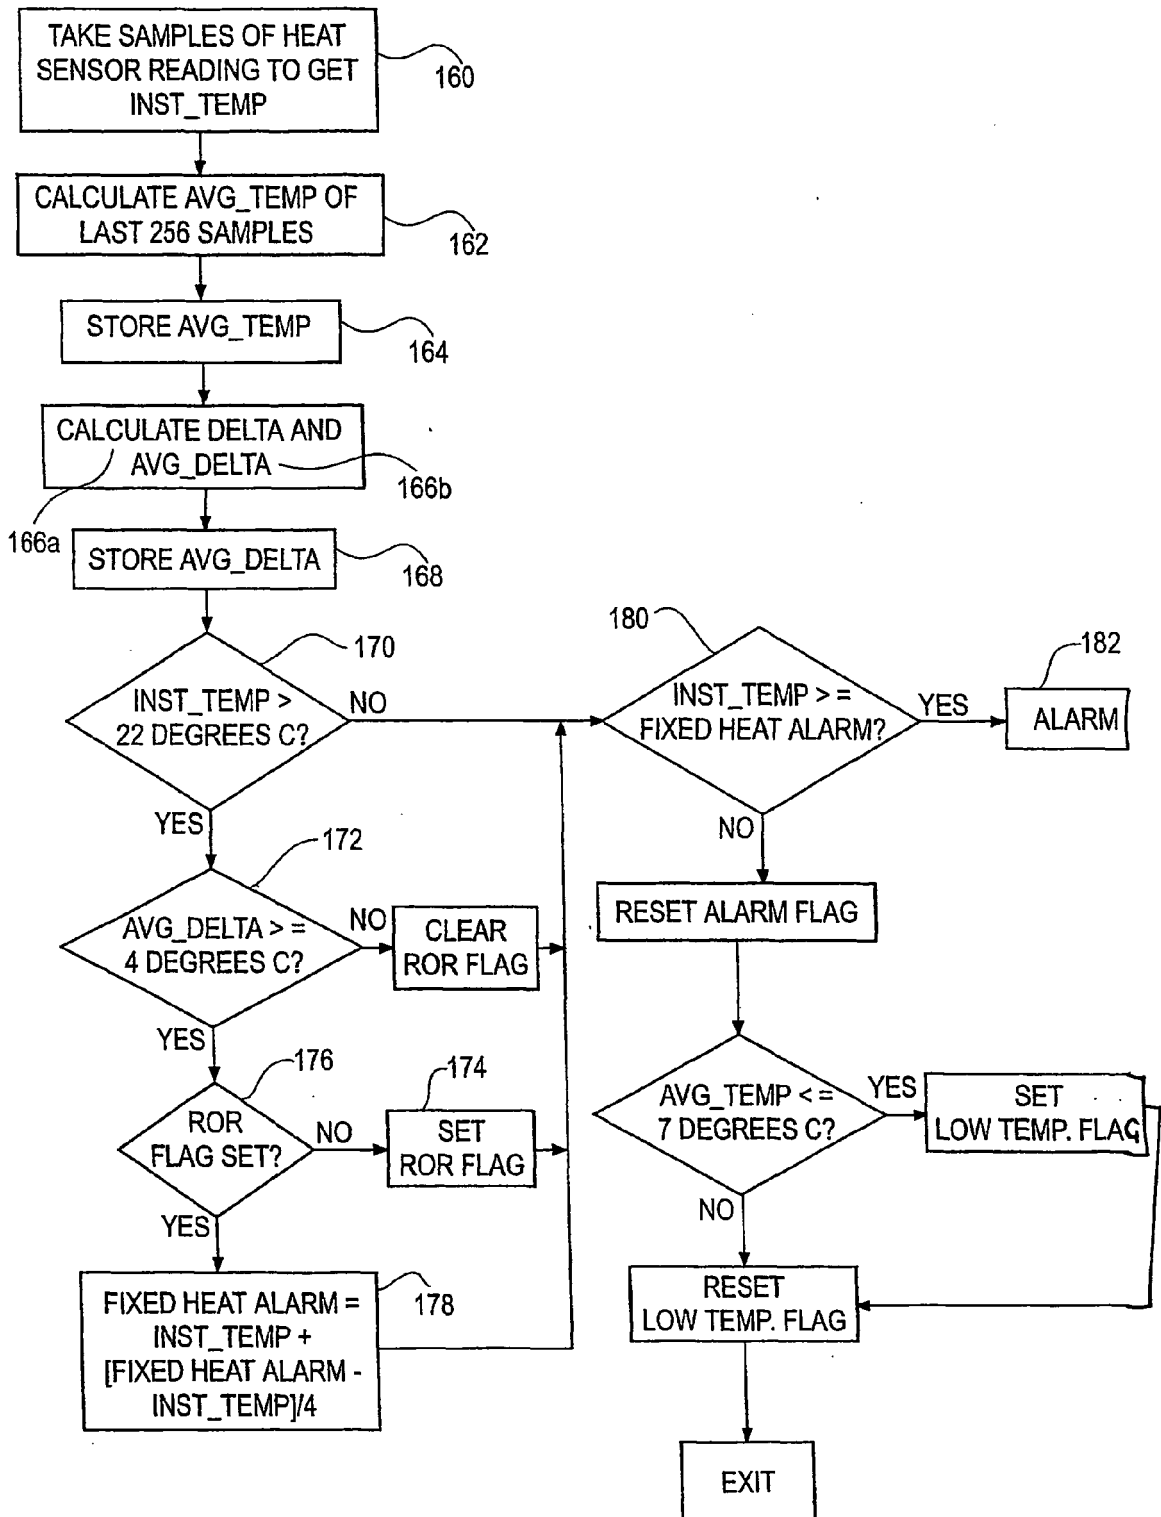 TAKE SAMPLES OF HEAT
SENSOR READING TO GET
INST_TEMP
160
CALCULATE AVG_TEMP OF
LAST 256 SAMPLES
162
STORE AVG_TEMP
164
CALCULATE DELTA AND
AVG_DELTA
166b
166a
STORE AVG_DELTA
168
170
INST_TEMP >
22 DEGREES C?
NO
YES
172
AVG_DELTA > =
4 DEGREES C?
NO
CLEAR
ROR FLAG
YES
176
ROR
FLAG SET?
NO
174
SET
ROR FLAG
YES
FIXED HEAT ALARM =
INST_TEMP +
[FIXED HEAT ALARM -
INST_TEMP]/4
178
180
INST_TEMP > =
FIXED HEAT ALARM?
YES
182
ALARM
NO
RESET ALARM FLAG
AVG_TEMP < =
7 DEGREES C?
YES
SET
LOW TEMP. FLAG
NO
RESET
LOW TEMP. FLAG
EXIT